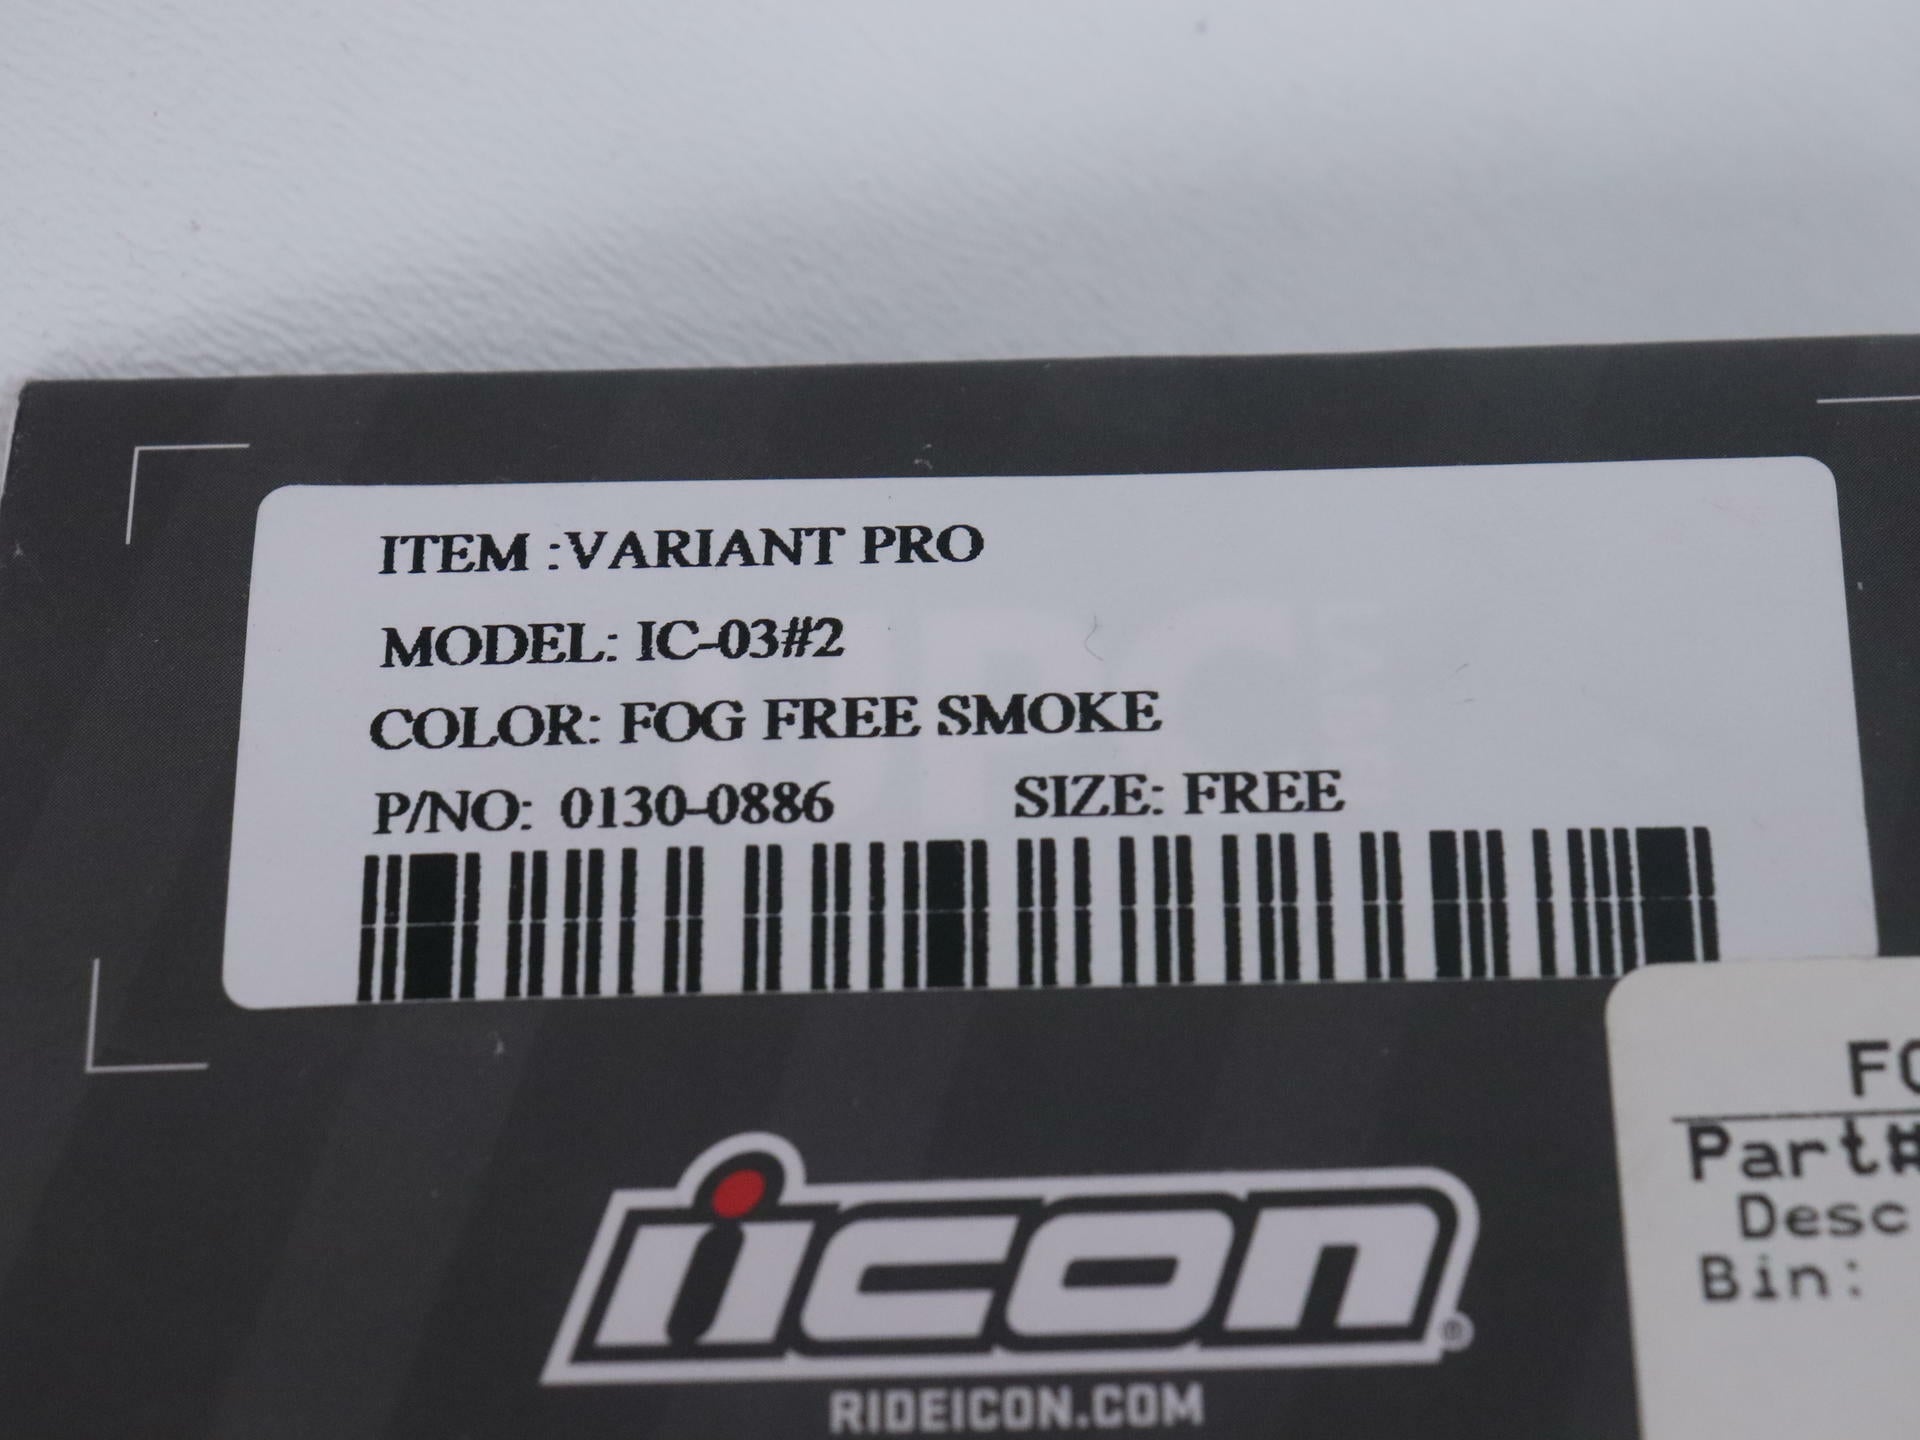 ITEM :VARIANT PRO
MODEL: IC-03#2
COLOR: FOG FREE SMOKE
P/NO: 0130-0886 SIZE: FREE
icon®
RIDEICON.COM
Part#
Desc
Bin: